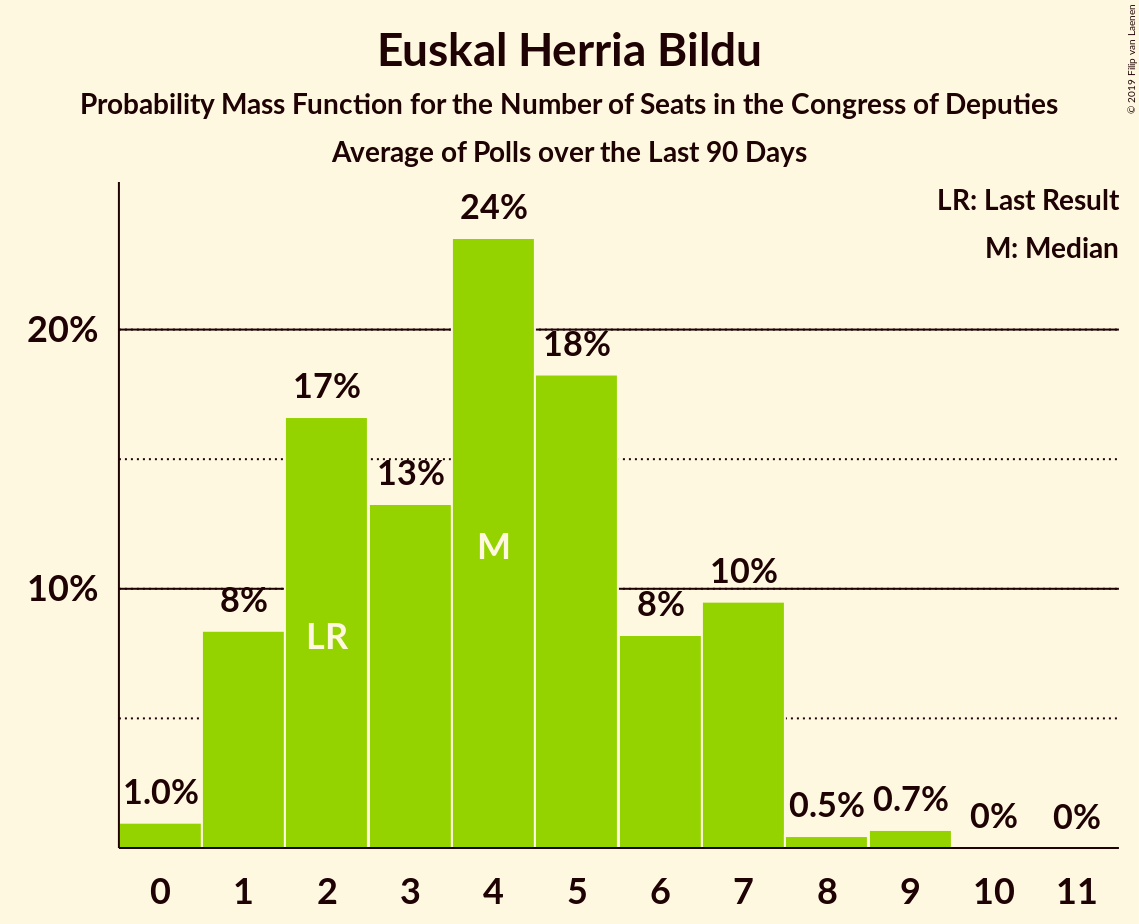 Euskal Herria Bildu
Probability Mass Function for the Number of Seats in the Congress of Deputies
Average of Polls over the Last 90 Days
© 2019 Filip van Laenen
LR: Last Result
M: Median
24%
20%
18%
17%
13%
M
10%
10%
8%
8%
LR
1.0%
0.5%
0.7%
0%
0%
0 1 2 3 4 5 6 7 8 9 10 11